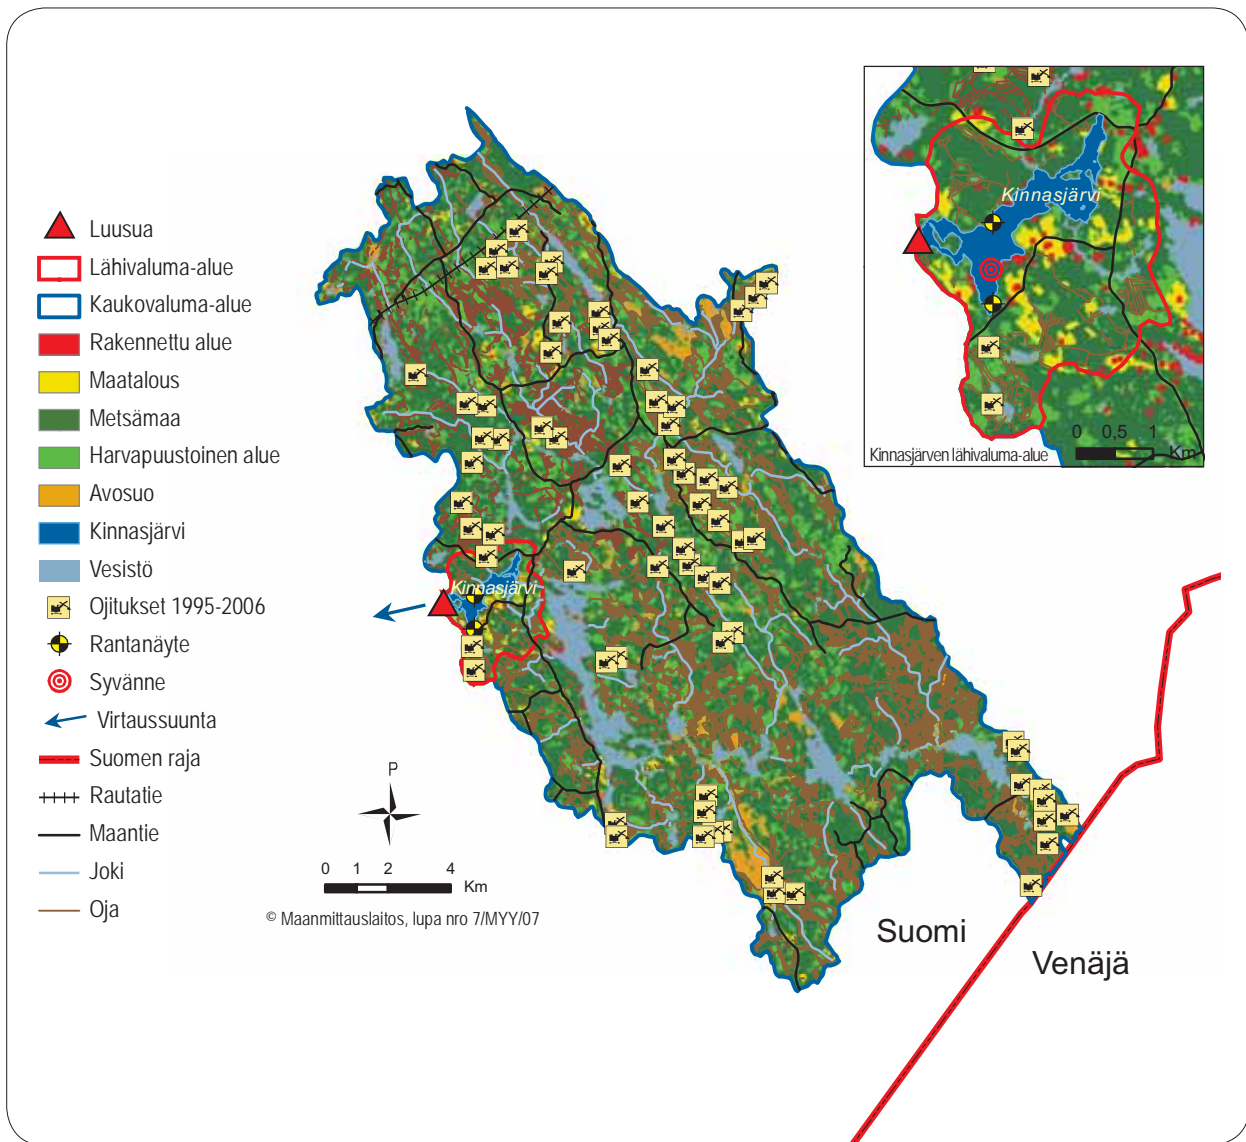 Luusua
Lähivaluma-alue
Kaukovaluma-alue
Rakennettu alue
Maatalous
Metsämaa
Harvapuustoinen alue
Avosuo
Kinnasjärvi
Vesistö
Ojitukset 1995-2006
Rantanäyte
Syvänne
Virtaussuunta
Suomen raja
Rautatie
Maantie
Joki
Oja
P
0 1 2 4
Km
© Maanmittauslaitos, lupa nro 7/MYY/07
Kinnasjärvi
Kinnasjärvi
0 0,5 1
Kinnasjärven lähivaluma-alue
Km
Suomi
Venäjä